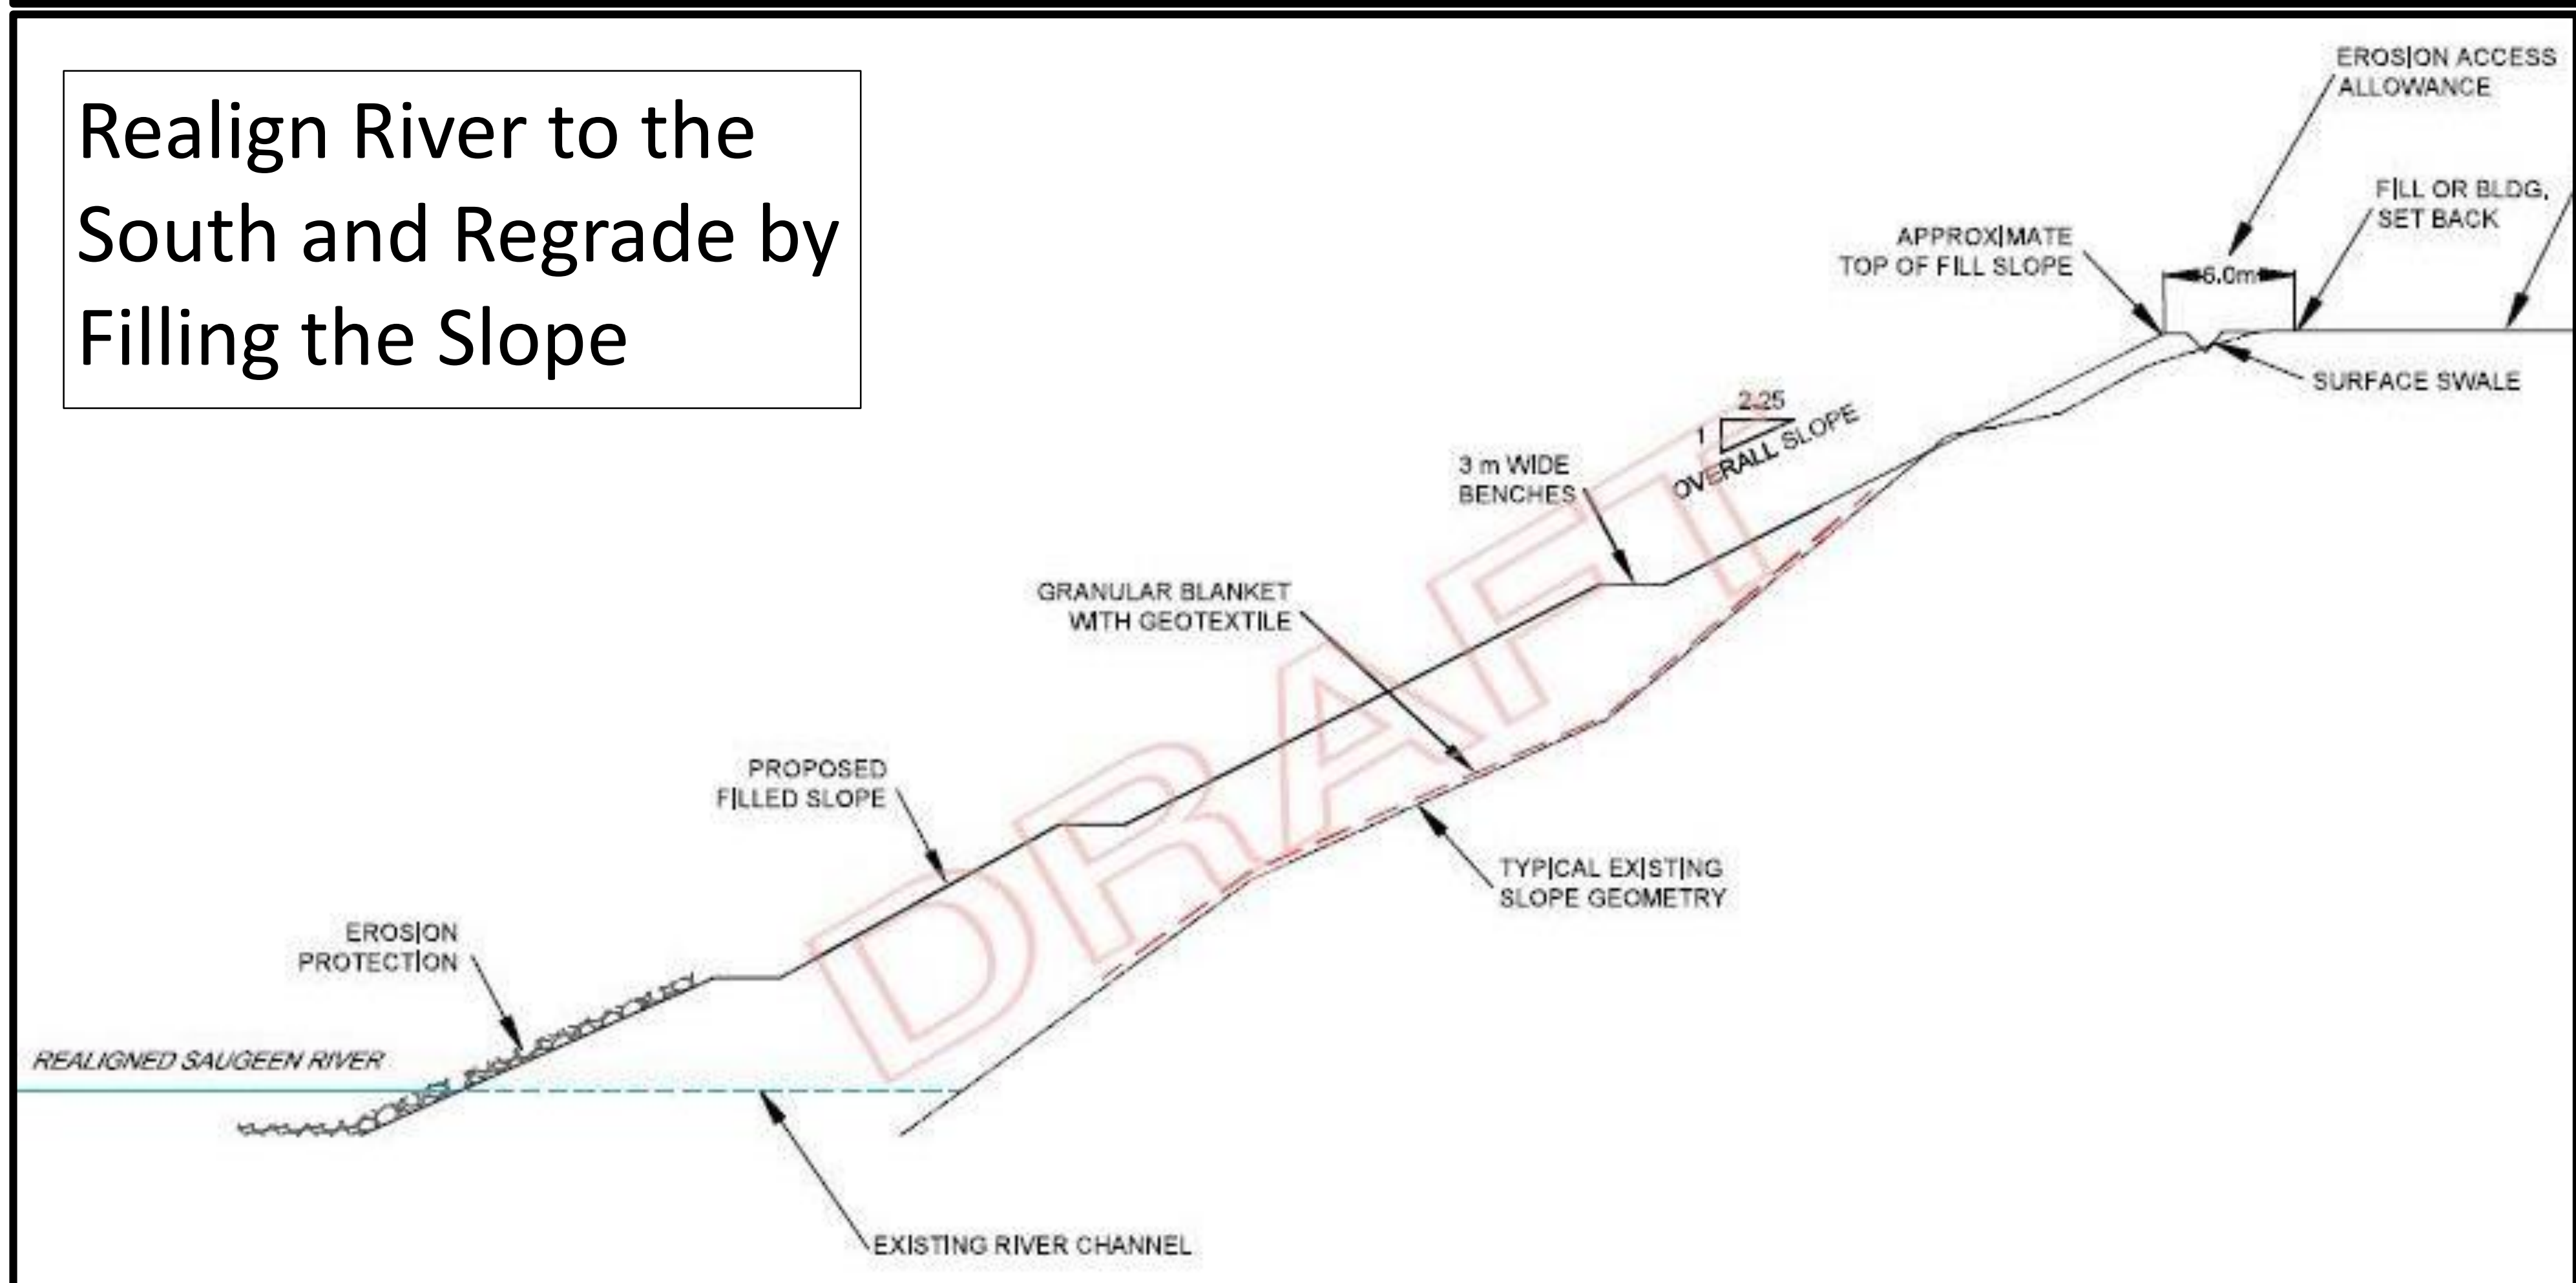 Realign River to the
South and Regrade by
Filling the Slope
EROSION ACCESS
ALLOWANCE
FILL OR BLDG.
SET BACK
APPROXIMATE
TOP OF FILL SLOPE
6.0m
SURFACE SWALE
2.25
1
OVERALL SLOPE
3 m WIDE
BENCHES
GRANULAR BLANKET
WITH GEOTEXTILE
PROPOSED
FILLED SLOPE
TYPICAL EXISTING
SLOPE GEOMETRY
EROSION
PROTECTION
REALIGNED SAUGEEN RIVER
EXISTING RIVER CHANNEL
DRAFT